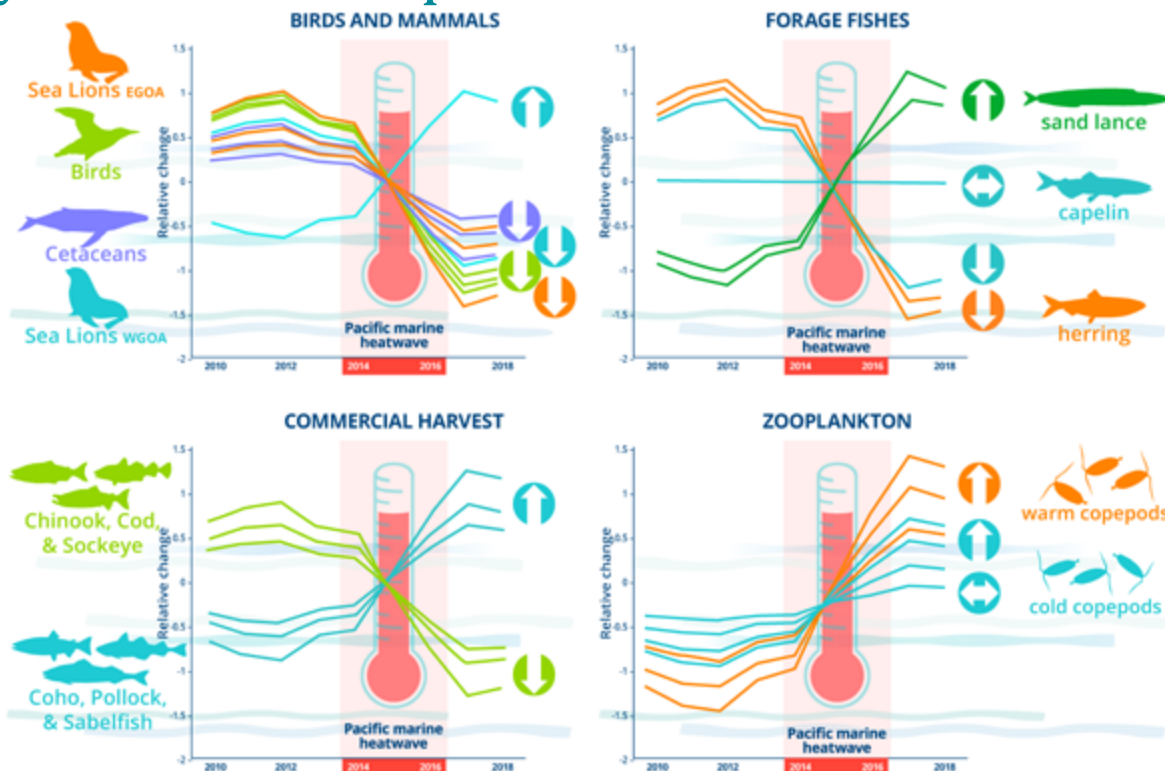 BIRDS AND MAMMALS
Sea Lions EGOA
Birds
Cetaceans
Sea Lions WGOA
Relative change
1.5
1
0.5
0
-0.5
-1
-1.5
-2
Pacific marine
heatwave
2010
2012
2014
2016
2018
FORAGE FISHES
Relative change
1.5
1
0.5
0
-0.5
-1
-1.5
-2
Pacific marine
heatwave
2010
2012
2014
2016
2018
sand lance
capelin
herring
COMMERCIAL HARVEST
Chinook, Cod,
& Sockeye
Coho, Pollock,
& Sabelfish
Relative change
1.5
1
0.5
0
-0.5
-1
-1.5
-2
Pacific marine
heatwave
2010
2012
2014
2016
2018
ZOOPLANKTON
Relative change
1.5
1
0.5
0
-0.5
-1
-1.5
-2
Pacific marine
heatwave
2010
2012
2014
2016
2018
warm copepods
cold copepods